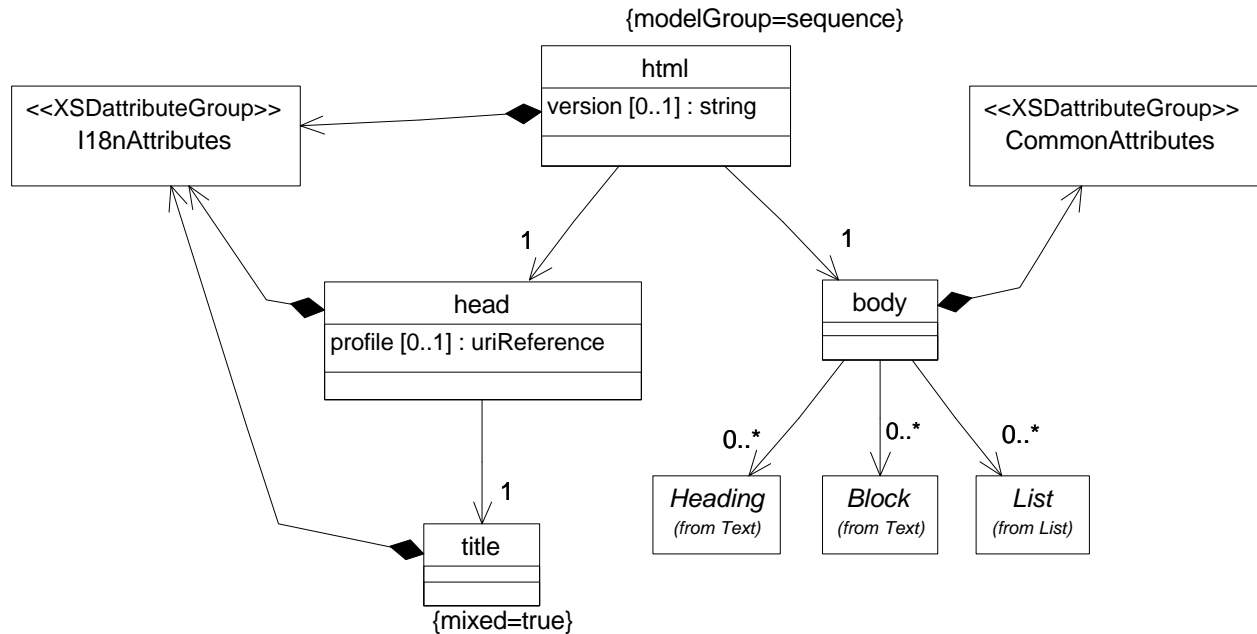 {modelGroup=sequence}
html
version [0..1] : string
<<XSDattributeGroup>>
I18nAttributes
<<XSDattributeGroup>>
CommonAttributes
1
1
head
profile [0..1] : uriReference
body
0..*
0..*
0..*
Heading
(from Text)
Block
(from Text)
List
(from List)
1
title
{mixed=true}